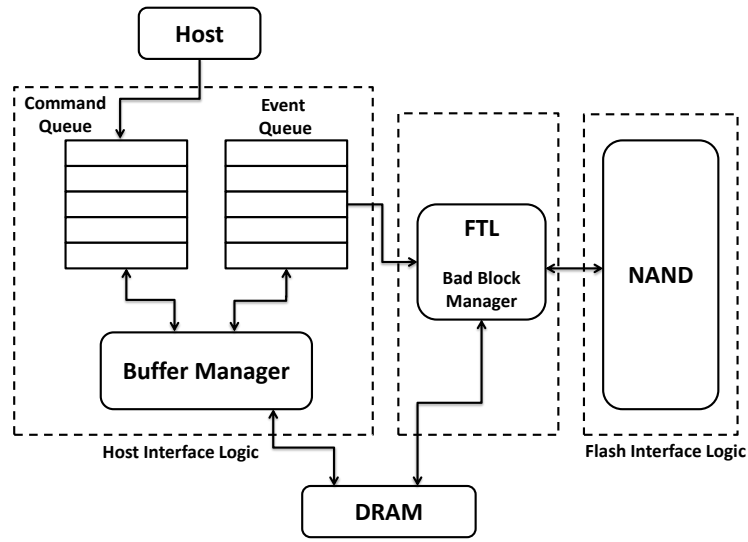 Host
Command
Queue
Event
Queue
FTL
Bad Block
Manager
NAND
Buffer Manager
Host Interface Logic
Flash Interface Logic
DRAM